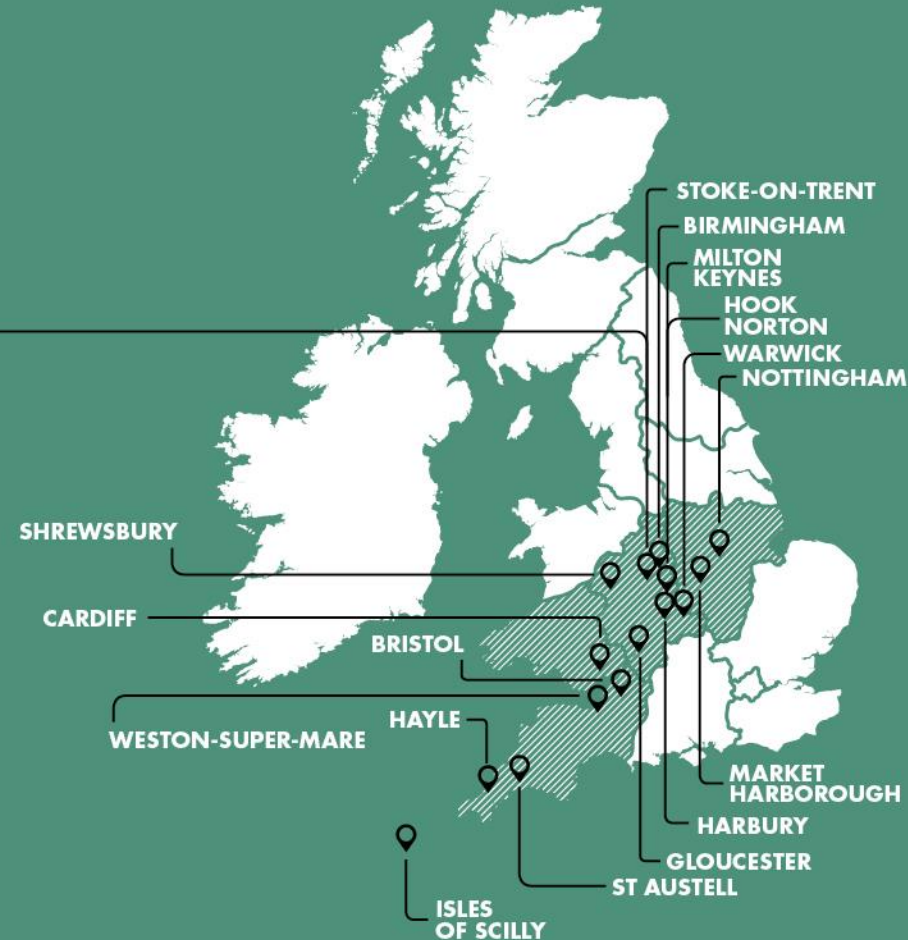 STOKE-ON-TRENT
BIRMINGHAM
MILTON
KEYNES
HOOK
NORTON
WARWICK
NOTTINGHAM
SHREWSBURY
CARDIFF
BRISTOL
HAYLE
WESTON-SUPER-MARE
MARKET
HARBOROUGH
HARBURY
GLOUCESTER
ST AUSTELL
ISLES
OF SCILLY